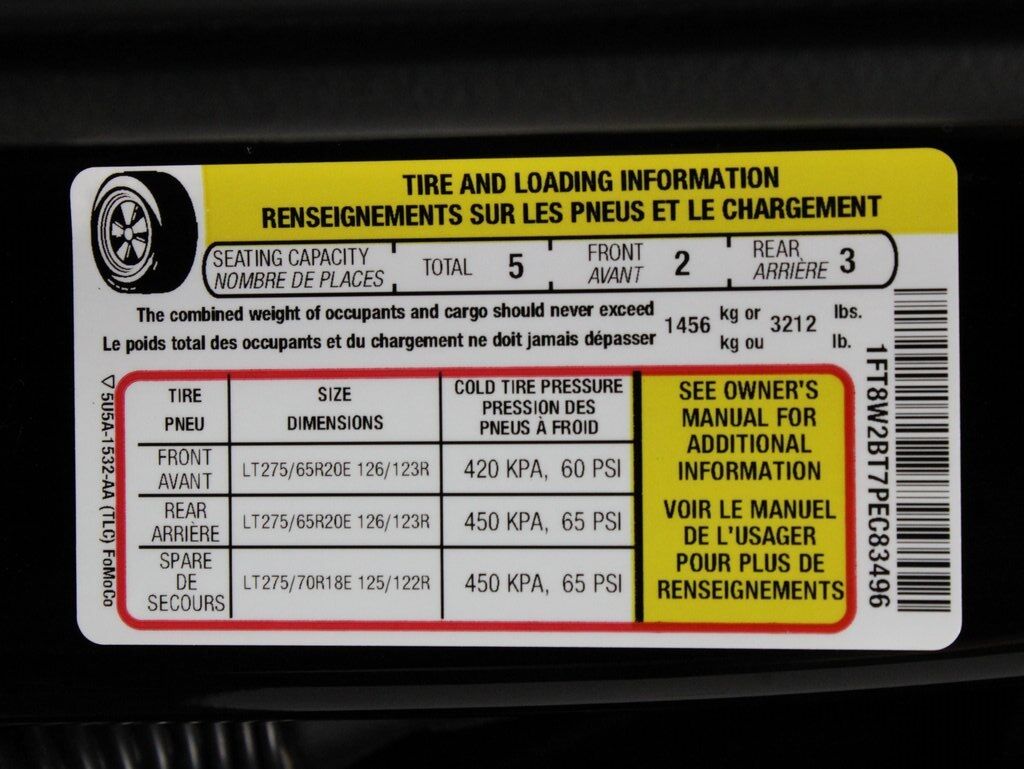 TIRE AND LOADING INFORMATION
RENSEIGNEMENTS SUR LES PNEUS ET LE CHARGEMENT
SEATING CAPACITY
NOMBRE DE PLACES
TOTAL 5
FRONT
AVANT
2
REAR
ARRIÈRE
3
The combined weight of occupants and cargo should never exceed
Le poids total des occupants et du chargement ne doit jamais dépasser
1456
kg or
kg ou
3212
lbs.
lb.
TIRE
PNEU
SIZE
DIMENSIONS
COLD TIRE PRESSURE
PRESSION DES
PNEUS À FROID
FRONT
AVANT
LT275/65R20E 126/123R
420 KPA, 60 PSI
REAR
ARRIÈRE
LT275/65R20E 126/123R
450 KPA, 65 PSI
SPARE
DE
SECOURS
LT275/70R18E 125/122R
450 KPA, 65 PSI
SEE OWNER'S
MANUAL FOR
ADDITIONAL
INFORMATION
VOIR LE MANUEL
DE L'USAGER
POUR PLUS DE
RENSEIGNEMENTS
▽5U5A-1532-AA (TLC) FoMoCo
1FT8W2BT7PEC83496